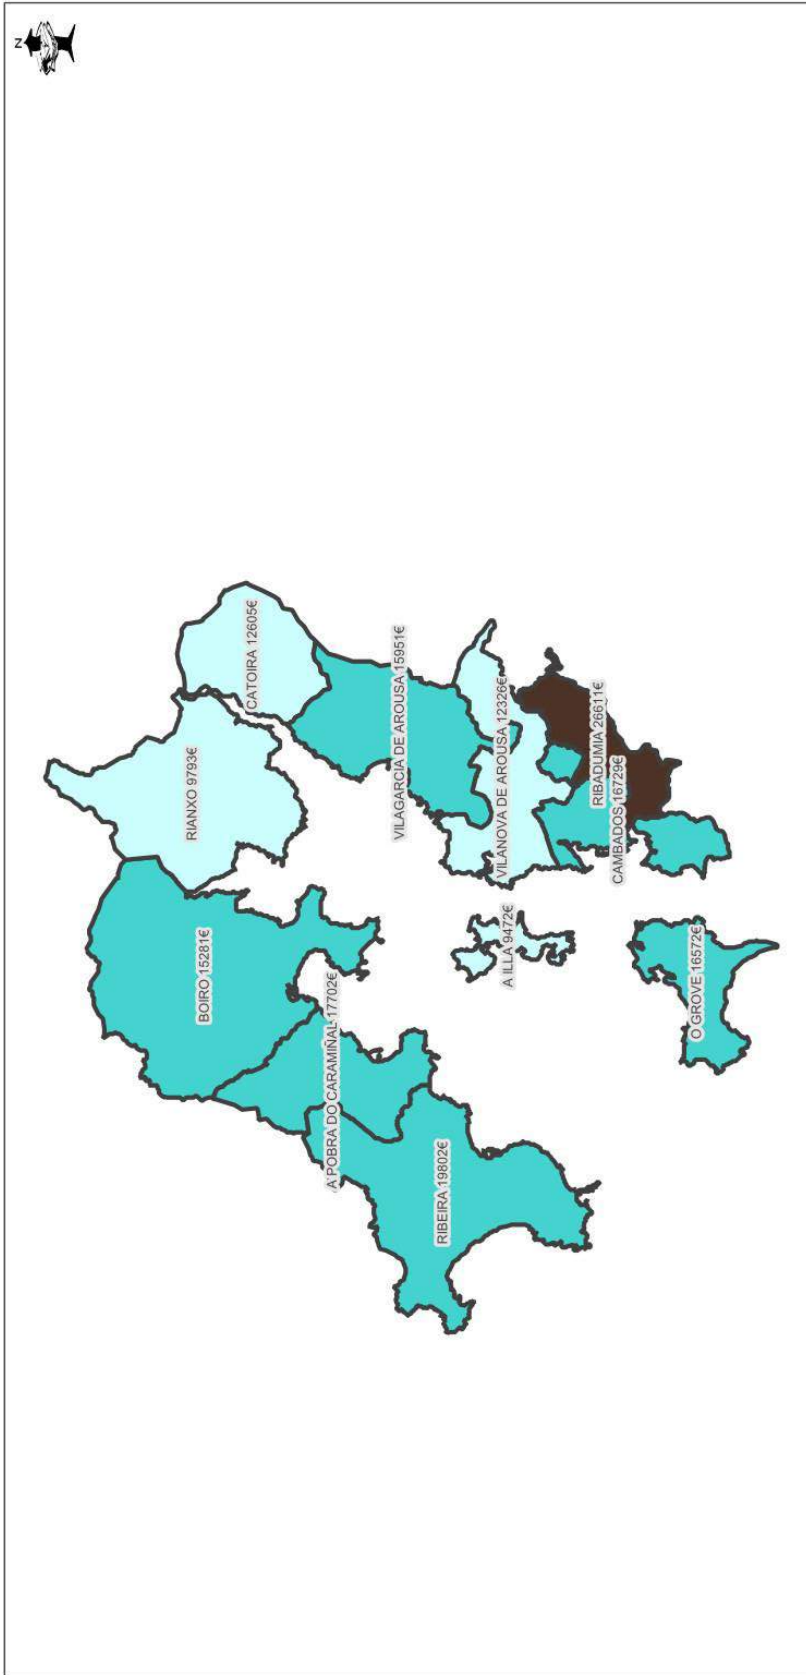 N
RIANXO 9793€
CATOIRA 12605€
BOIRO 15281€
A POBRA DO CARAMIÑAL 17702€
VILAGARCIA DE AROUSA 15951€
RIBEIRA 19802€
VILANOVA DE AROUSA 12326€
A ILLA 9472€
RIBADUMIA 26611€
CAMBADOS 16729€
O GROVE 16572€